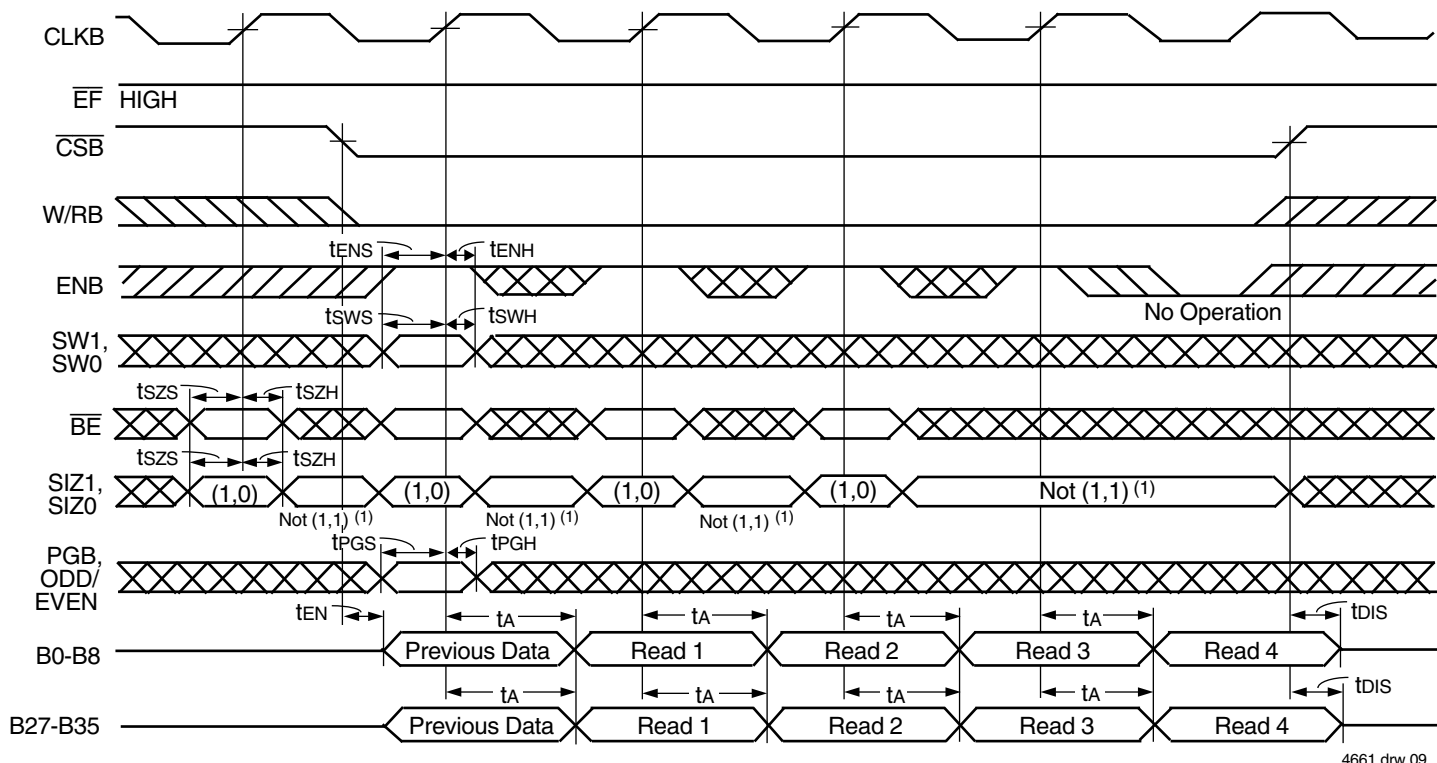 CLKB
EF HIGH
CSB
W/RB
tENS tENH
ENB
No Operation
tSWS tSWH
SW1,
SW0
tSZS tSZH
BE
tSZS tSZH
SIZ1,
SIZ0
(1,0) (1,0) (1,0) (1,0) Not (1,1) (1)
Not (1,1) (1) Not (1,1) (1) Not (1,1) (1)
tPGS tPGH
PGB,
ODD/
EVEN
tEN tA tA tA tA tDIS
B0-B8 Previous Data Read 1 Read 2 Read 3 Read 4
tA tA tA tA tDIS
B27-B35 Previous Data Read 1 Read 2 Read 3 Read 4
4661 drw 09